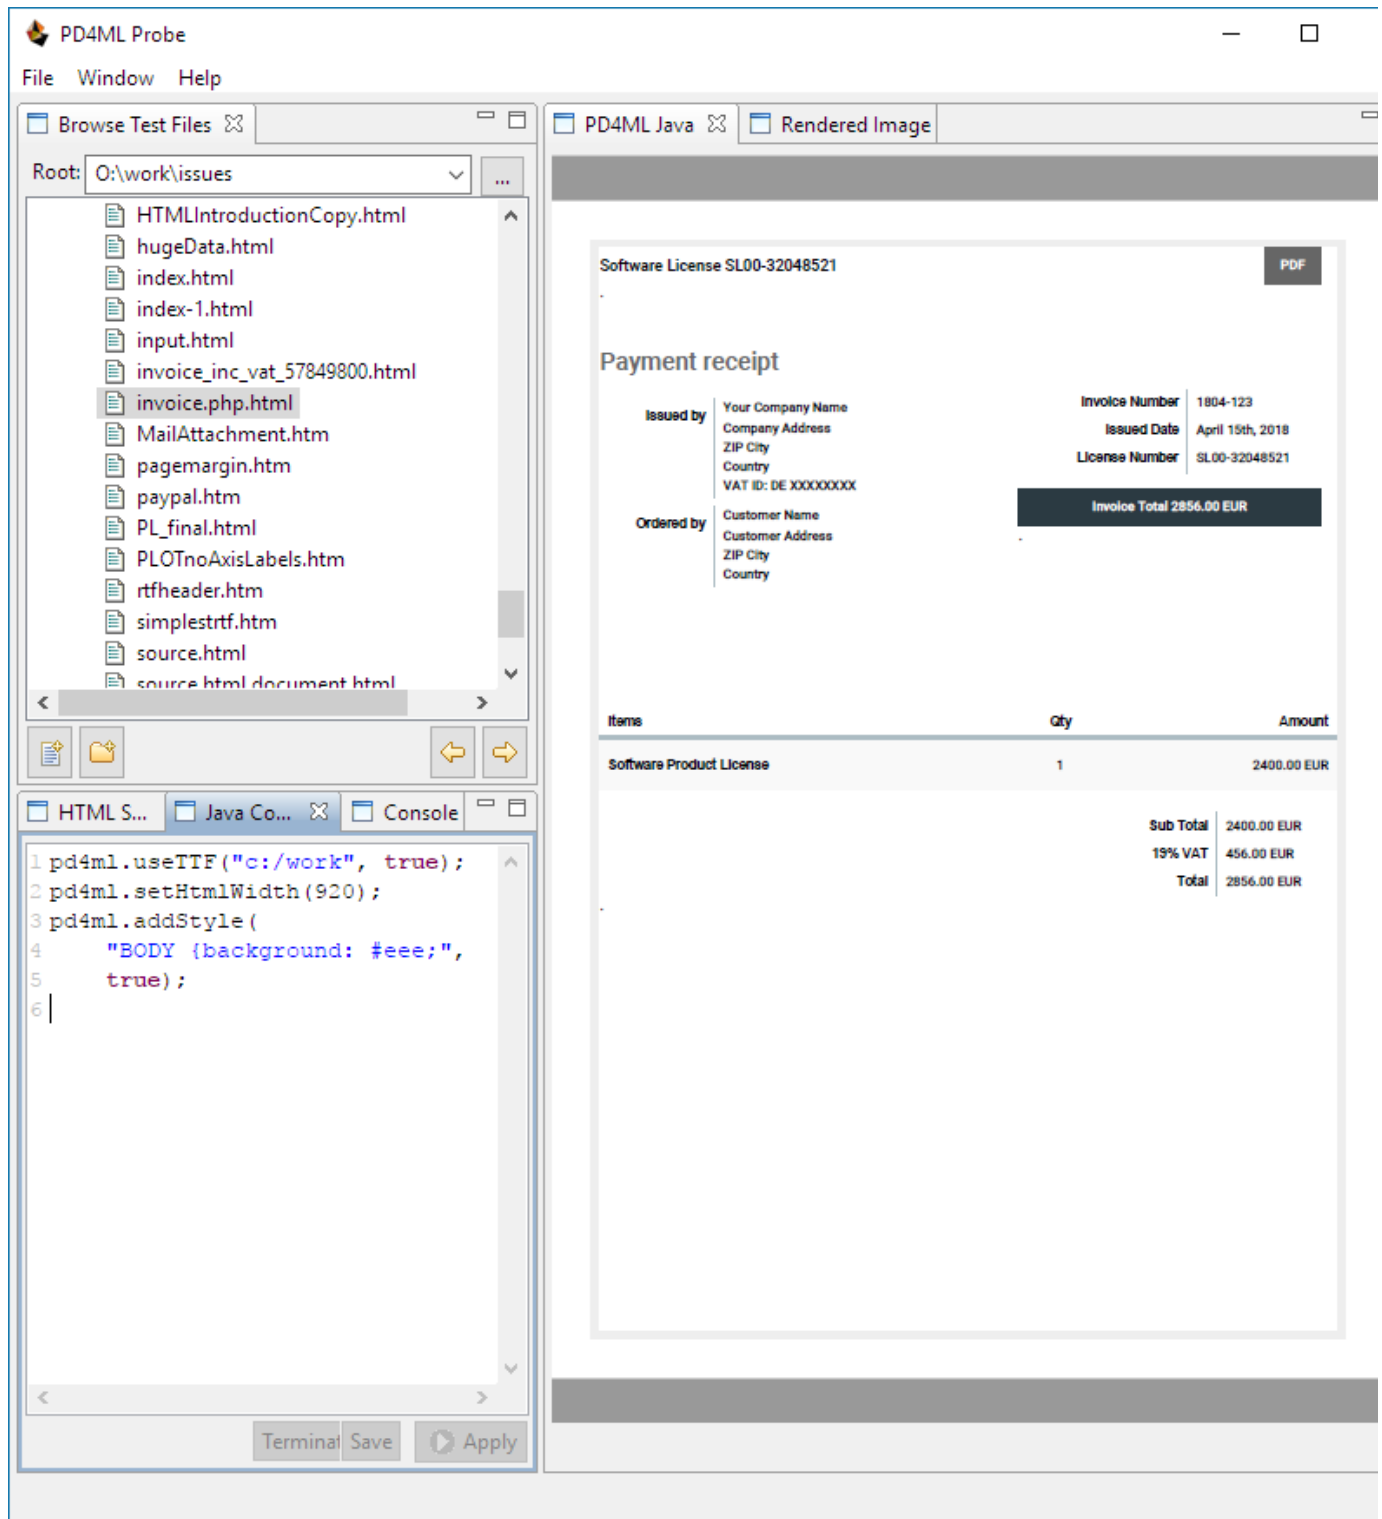 PD4ML Probe
File Window Help
Browse Test Files
Root: O:\work\issues ...
HTMLIntroductionCopy.html
hugeData.html
index.html
index-1.html
input.html
invoice_inc_vat_57849800.html
invoice.php.html
MailAttachment.htm
pagemargin.htm
paypal.htm
PL_final.html
PLOTnoAxisLabels.htm
rtfheader.htm
simplestrtf.htm
source.html
source.html.document.html
HTML S... Java Co... Console
1 pd4ml.useTTF("c:/work", true);
2 pd4ml.setHtmlWidth(920);
3 pd4ml.addStyle(
4 "BODY {background: #eee;",
5 true);
6
Terminat Save Apply
PD4ML Java Rendered Image
Software License SL00-32048521 PDF
.
Payment receipt
Issued by Your Company Name
Company Address
ZIP City
Country
VAT ID: DE XXXXXXXX
Ordered by Customer Name
Customer Address
ZIP City
Country
Invoice Number 1804-123
Issued Date April 15th, 2018
License Number SL00-32048521
Invoice Total 2856.00 EUR
.
Items Qty Amount
Software Product License 1 2400.00 EUR
Sub Total 2400.00 EUR
19% VAT 456.00 EUR
Total 2856.00 EUR
.